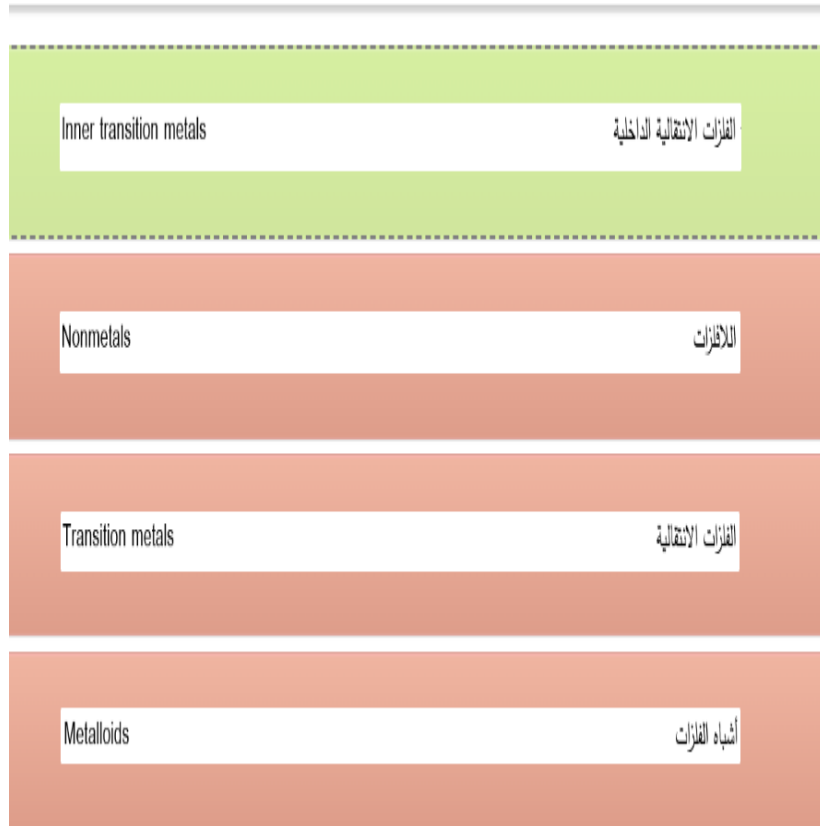 Inner transition metals الفلزات الانتقالية الداخلية
Nonmetals اللافلزات
Transition metals الفلزات الانتقالية
Metalloids أشباه الفلزات